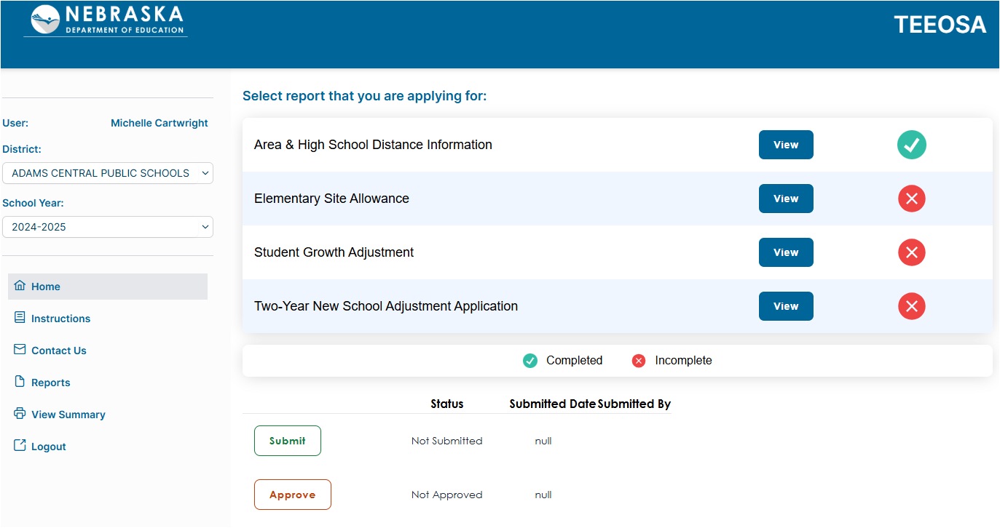 NEBRASKA
DEPARTMENT OF EDUCATION
TEEOSA
User: Michelle Cartwright
District:
ADAMS CENTRAL PUBLIC SCHOOLS
School Year:
2024-2025
Home
Instructions
Contact Us
Reports
View Summary
Logout
Select report that you are applying for:
Area & High School Distance Information View
Elementary Site Allowance View
Student Growth Adjustment View
Two-Year New School Adjustment Application View
Completed Incomplete
Status Submitted Date Submitted By
Submit Not Submitted null
Approve Not Approved null